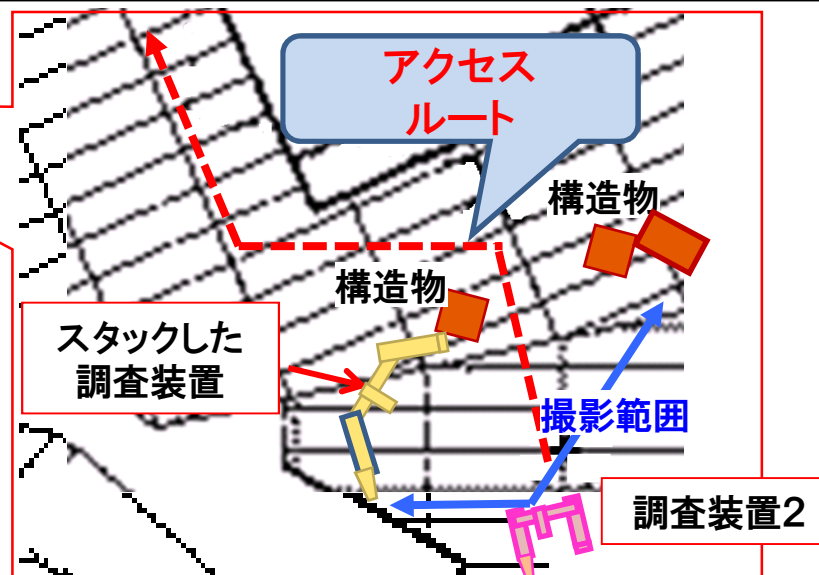 アクセス
ルート
構造物
構造物
スタックした
調査装置
撮影範囲
調査装置2